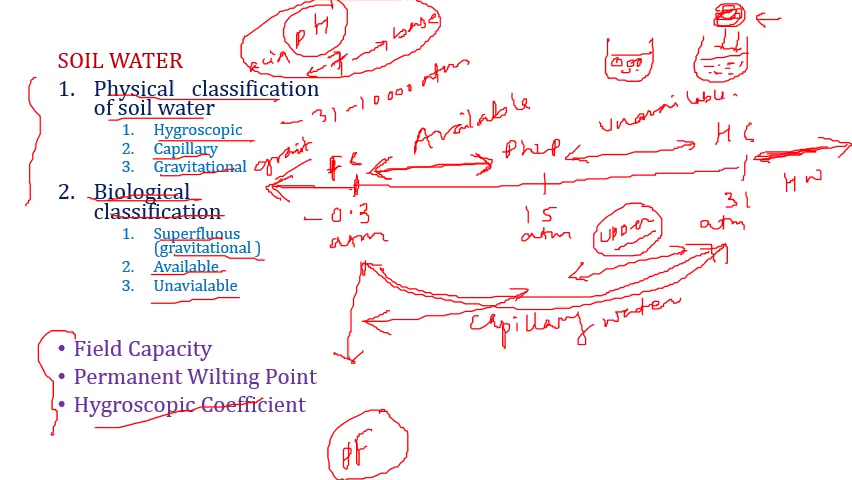 pH
acid
7
base
SOIL WATER
1. Physical classification
of soil water
1. Hygroscopic
2. Capillary
3. Gravitational
2. Biological
classification
1. Superfluous
(gravitational )
2. Available
3. Unavialable
• Field Capacity
• Permanent Wilting Point
• Hygroscopic Coefficient
- 31 - 10000 atm
Available
Unavailable.
FC
PWP
HC
HW
- 0.3
atm
15
atm
31
atm
Capillary water
pF